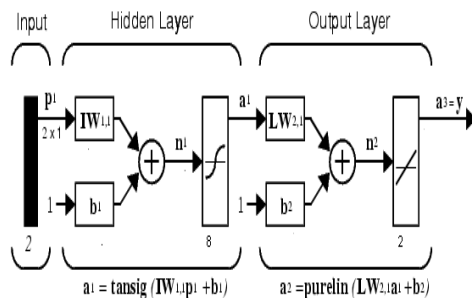 Input
Hidden Layer
Output Layer
p1
2 x 1
IW1,1
n1
a1
LW2,1
n2
a3=y
1
b1
1
b2
2
8
2
a1 = tansig (IW1,1p1 +b1)
a2=purelin (LW2,1a1+b2)